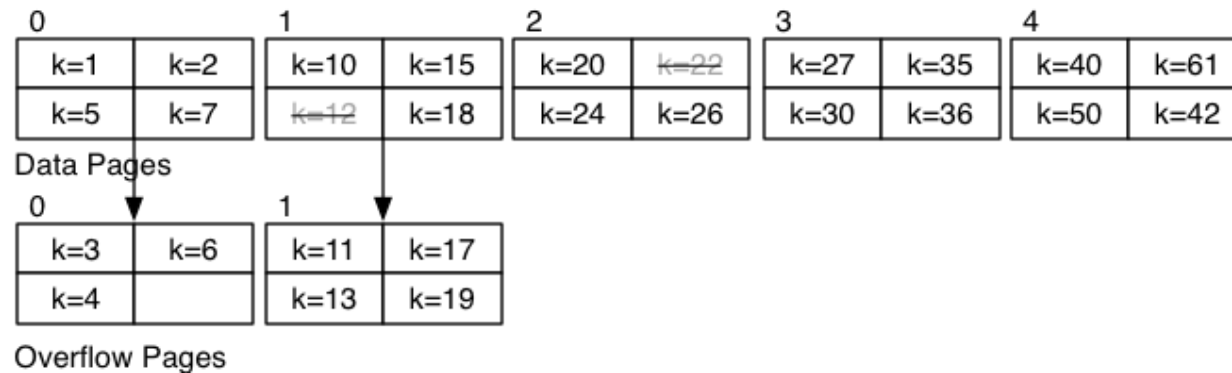 0 1 2 3 4
k=1 k=2 k=10 k=15 k=20 k=22 k=27 k=35 k=40 k=61
k=5 k=7 k=12 k=18 k=24 k=26 k=30 k=36 k=50 k=42
Data Pages
0 1
k=3 k=6 k=11 k=17
k=4 k=13 k=19
Overflow Pages